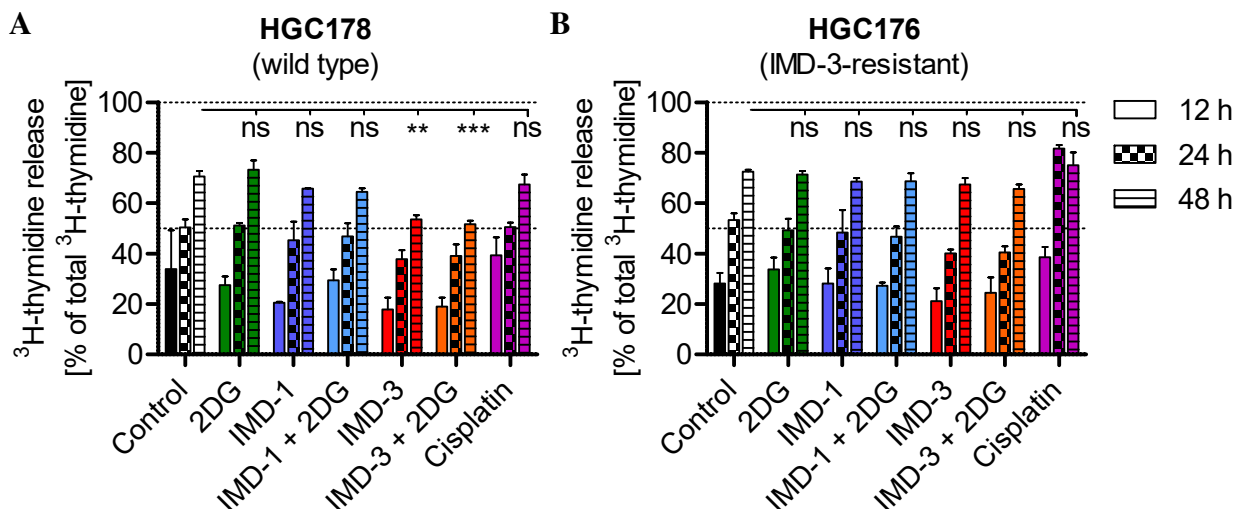 A
HGC178
(wild type)
³H-thymidine release
[% of total ³H-thymidine]
100
80
60
40
20
0
ns
ns
ns
**
***
ns
Control
2DG
IMD-1
IMD-1 + 2DG
IMD-3
IMD-3 + 2DG
Cisplatin
B
HGC176
(IMD-3-resistant)
³H-thymidine release
[% of total ³H-thymidine]
100
80
60
40
20
0
ns
ns
ns
ns
ns
ns
Control
2DG
IMD-1
IMD-1 + 2DG
IMD-3
IMD-3 + 2DG
Cisplatin
12 h
24 h
48 h